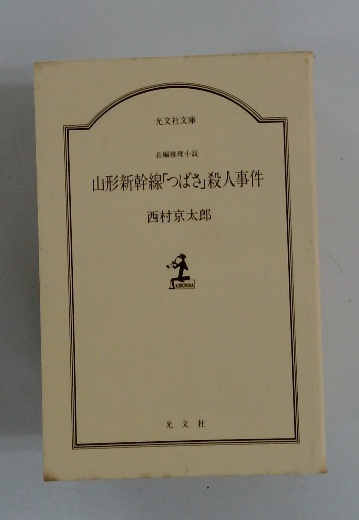 光文社文庫
長編推理小説
山形新幹線「つばさ」殺人事件
西村京太郎
KOBUNSHA
光文社